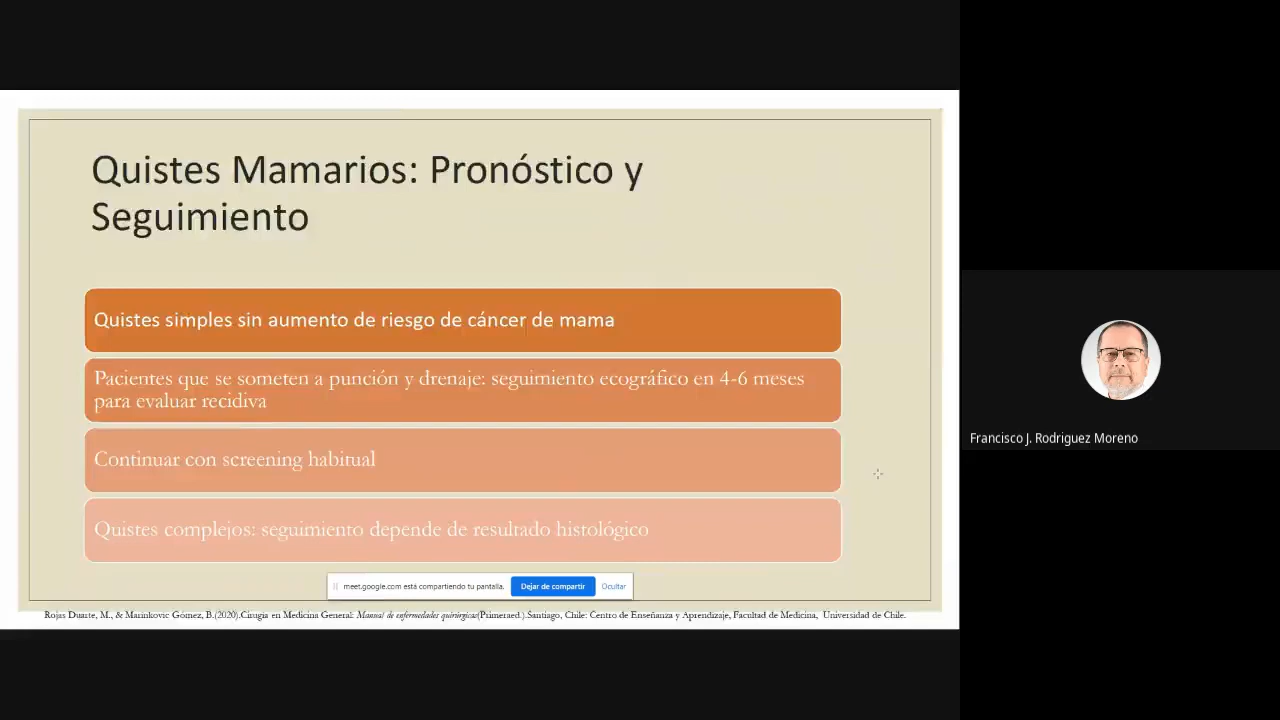 Quistes Mamarios: Pronóstico y
Seguimiento
Quistes simples sin aumento de riesgo de cáncer de mama
Pacientes que se someten a punción y drenaje: seguimiento ecográfico en 4-6 meses
para evaluar recidiva
Continuar con screening habitual
Quistes complejos: seguimiento depende de resultado histológico
meet.google.com está compartiendo tu pantalla.
Dejar de compartir
Ocultar
Rojas Duarte, M., & Marinkovic Gómez, B.(2020).Cirugía en Medicina General: Manual de enfermedades quirúrgicas(Primeraed.).Santiago, Chile: Centro de Enseñanza y Aprendizaje, Facultad de Medicina, Universidad de Chile.
Francisco J. Rodriguez Moreno